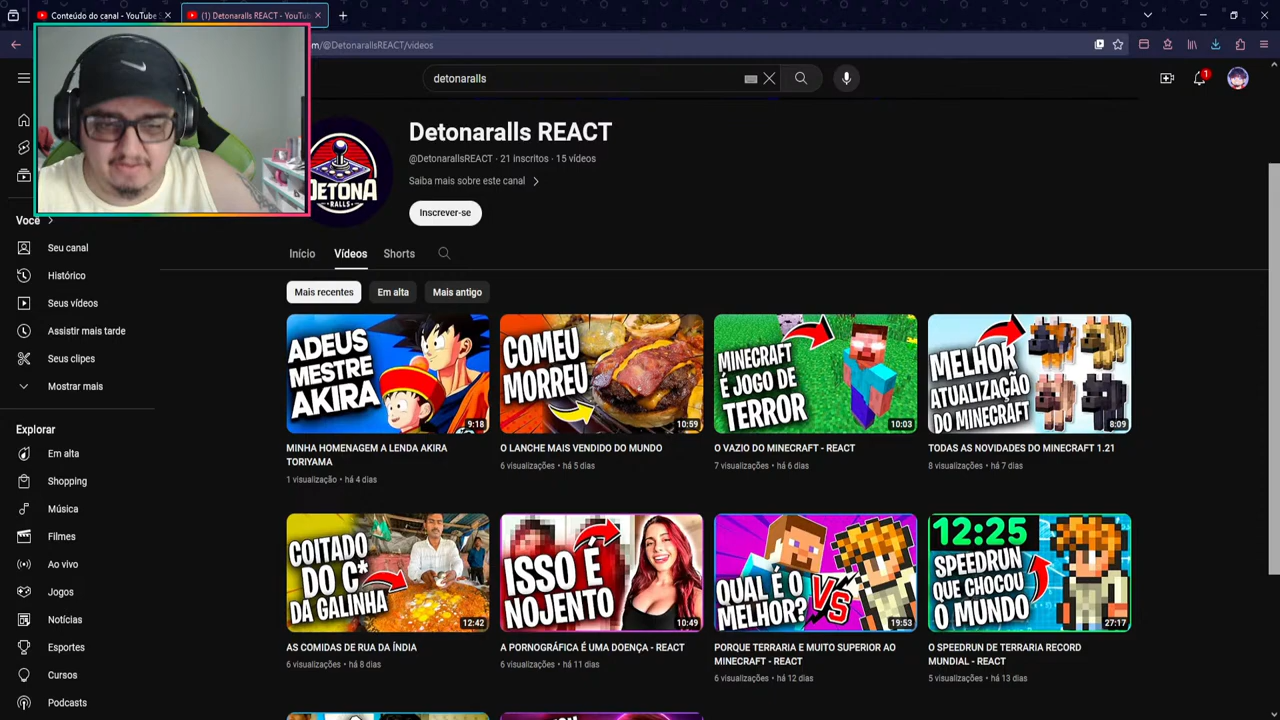 Conteúdo do canal - YouTube S
(1) Detonaralls REACT - YouTub
m/@DetonarallsREACT/videos
detonaralls
1
Detonaralls REACT
@DetonarallsREACT · 21 inscritos · 15 vídeos
Saiba mais sobre este canal
Inscrever-se
DETONA
RALLS
Você
Seu canal
Histórico
Seus vídeos
Assistir mais tarde
Seus clipes
Mostrar mais
Explorar
Em alta
Shopping
Música
Filmes
Ao vivo
Jogos
Notícias
Esportes
Cursos
Podcasts
Início
Vídeos
Shorts
Mais recentes
Em alta
Mais antigo
ADEUS
MESTRE
AKIRA
9:18
MINHA HOMENAGEM A LENDA AKIRA
TORIYAMA
1 visualização · há 4 dias
COMEU
MORREU
10:59
O LANCHE MAIS VENDIDO DO MUNDO
6 visualizações · há 5 dias
MINECRAFT
É JOGO DE
TERROR
10:03
O VAZIO DO MINECRAFT - REACT
7 visualizações · há 6 dias
MELHOR
ATUALIZAÇÃO
DO MINECRAFT
8:09
TODAS AS NOVIDADES DO MINECRAFT 1.21
8 visualizações · há 7 dias
COITADO
DO C*
DA GALINHA
12:42
AS COMIDAS DE RUA DA ÍNDIA
6 visualizações · há 8 dias
ISSO É
NOJENTO
10:49
A PORNOGRÁFICA É UMA DOENÇA - REACT
6 visualizações · há 11 dias
QUAL É O
MELHOR?
VS
19:53
PORQUE TERRARIA E MUITO SUPERIOR AO
MINECRAFT - REACT
6 visualizações · há 12 dias
12:25
SPEEDRUN
QUE CHOCOU
O MUNDO
27:17
O SPEEDRUN DE TERRARIA RECORD
MUNDIAL - REACT
5 visualizações · há 13 dias